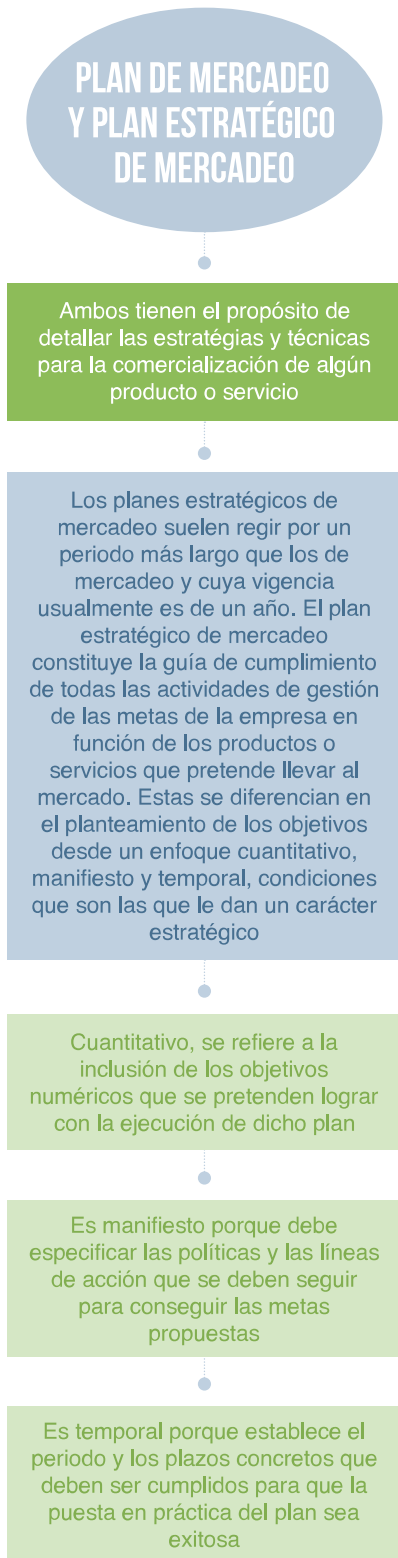 PLAN DE MERCADEO
Y PLAN ESTRATÉGICO
DE MERCADEO
Ambos tienen el propósito de
detallar las estratégias y técnicas
para la comercialización de algún
producto o servicio
Los planes estratégicos de
mercadeo suelen regir por un
periodo más largo que los de
mercadeo y cuya vigencia
usualmente es de un año. El plan
estratégico de mercadeo
constituye la guía de cumplimiento
de todas las actividades de gestión
de las metas de la empresa en
función de los productos o
servicios que pretende llevar al
mercado. Estas se diferencian en
el planteamiento de los objetivos
desde un enfoque cuantitativo,
manifiesto y temporal, condiciones
que son las que le dan un carácter
estratégico
Cuantitativo, se refiere a la
inclusión de los objetivos
numéricos que se pretenden lograr
con la ejecución de dicho plan
Es manifiesto porque debe
especificar las políticas y las líneas
de acción que se deben seguir
para conseguir las metas
propuestas
Es temporal porque establece el
periodo y los plazos concretos que
deben ser cumplidos para que la
puesta en práctica del plan sea
exitosa